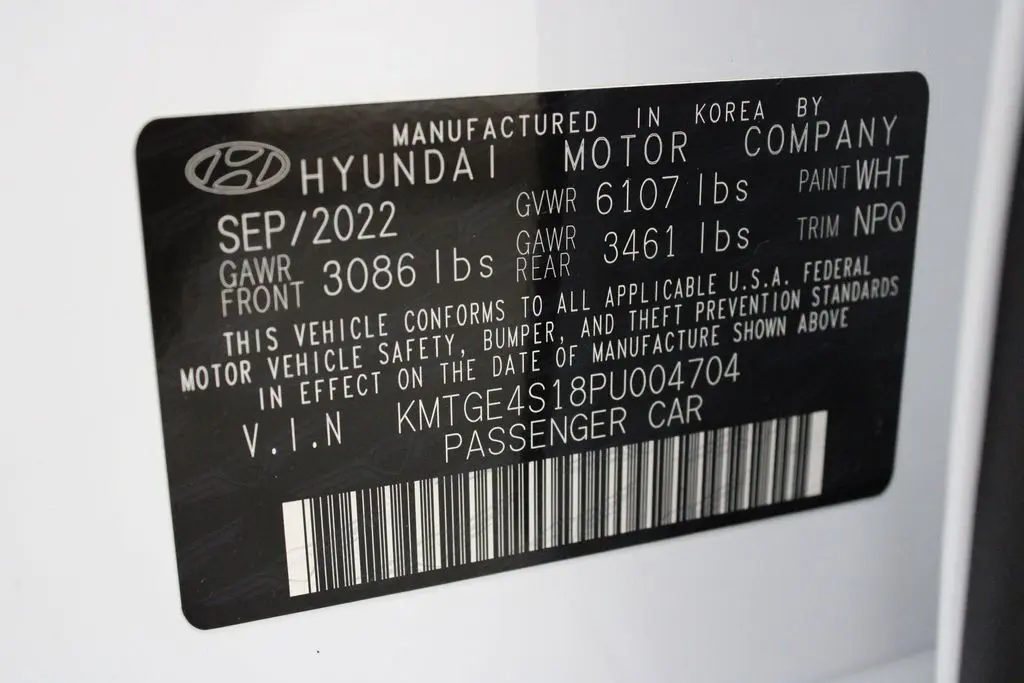 MANUFACTURED IN KOREA BY
HYUNDAI MOTOR COMPANY
SEP/2022 GVWR 6107 lbs PAINT WHT
GAWR FRONT 3086 lbs GAWR REAR 3461 lbs TRIM NPQ
THIS VEHICLE CONFORMS TO ALL APPLICABLE U.S.A. FEDERAL
MOTOR VEHICLE SAFETY, BUMPER, AND THEFT PREVENTION STANDARDS
IN EFFECT ON THE DATE OF MANUFACTURE SHOWN ABOVE
V.I.N KMTGE4S18PU004704
PASSENGER CAR